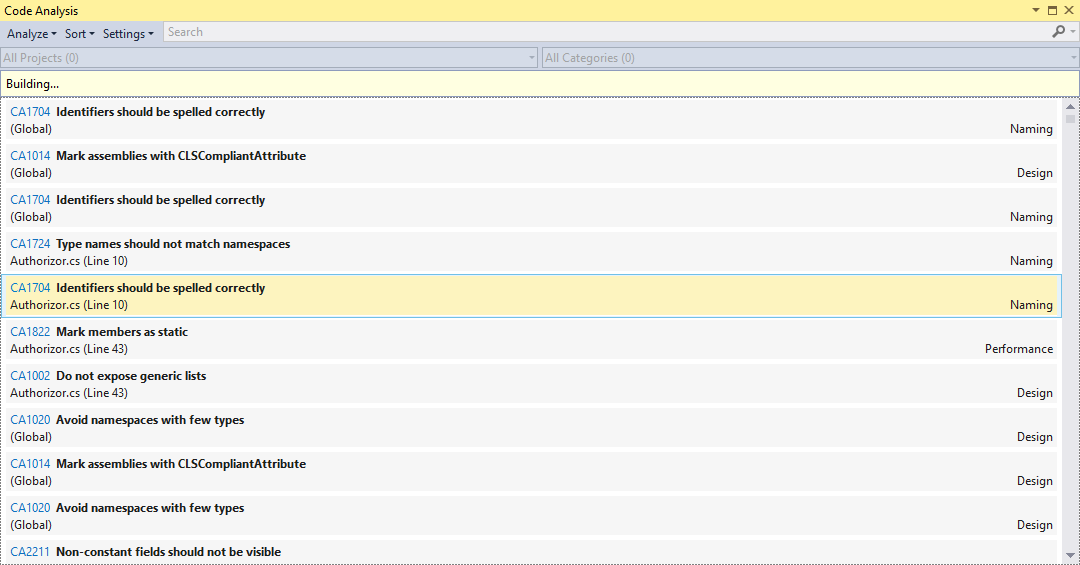 Code Analysis
Analyze Sort Settings Search
All Projects (0) All Categories (0)
Building...
CA1704 Identifiers should be spelled correctly
(Global) Naming
CA1014 Mark assemblies with CLSCompliantAttribute
(Global) Design
CA1704 Identifiers should be spelled correctly
(Global) Naming
CA1724 Type names should not match namespaces
Authorizor.cs (Line 10) Naming
CA1704 Identifiers should be spelled correctly
Authorizor.cs (Line 10) Naming
CA1822 Mark members as static
Authorizor.cs (Line 43) Performance
CA1002 Do not expose generic lists
Authorizor.cs (Line 43) Design
CA1020 Avoid namespaces with few types
(Global) Design
CA1014 Mark assemblies with CLSCompliantAttribute
(Global) Design
CA1020 Avoid namespaces with few types
(Global) Design
CA2211 Non-constant fields should not be visible